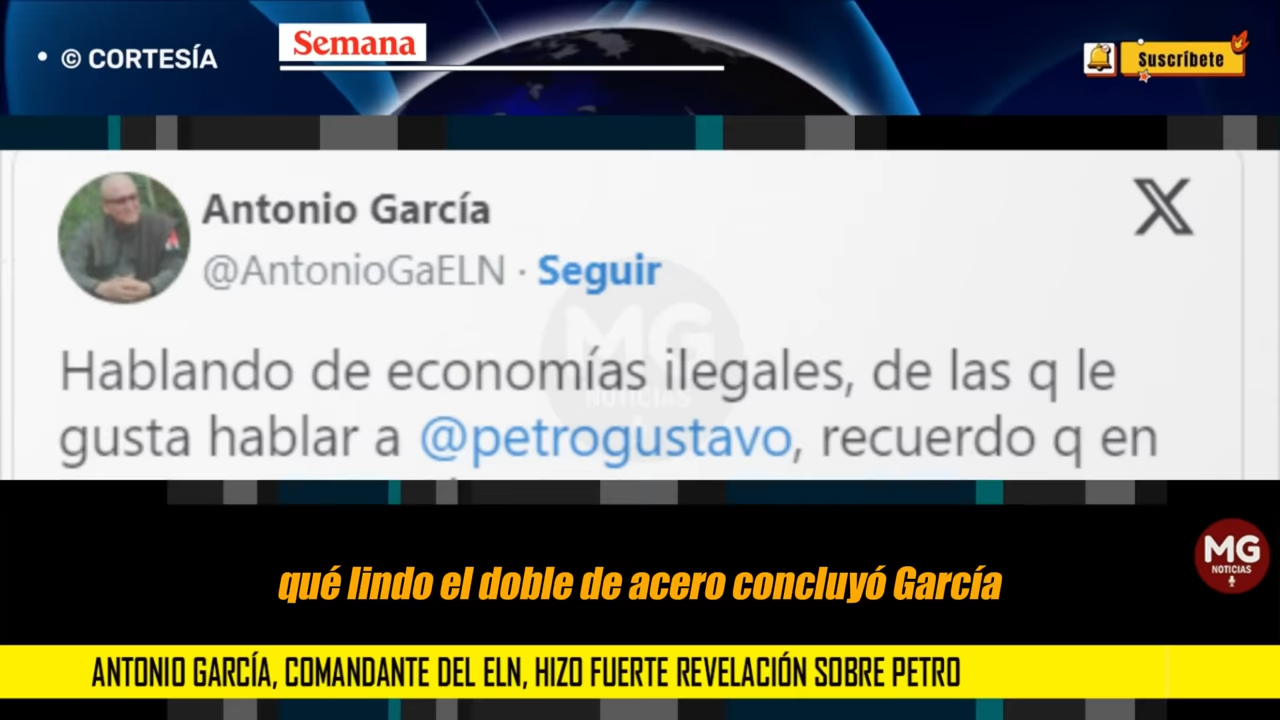 • © CORTESÍA
Semana
Suscríbete
Antonio García
@AntonioGaELN · Seguir
Hablando de economías ilegales, de las q le
gusta hablar a @petrogustavo, recuerdo q en
MG
NOTICIAS
qué lindo el doble de acero concluyó García
MG
NOTICIAS
ANTONIO GARCÍA, COMANDANTE DEL ELN, HIZO FUERTE REVELACIÓN SOBRE PETRO